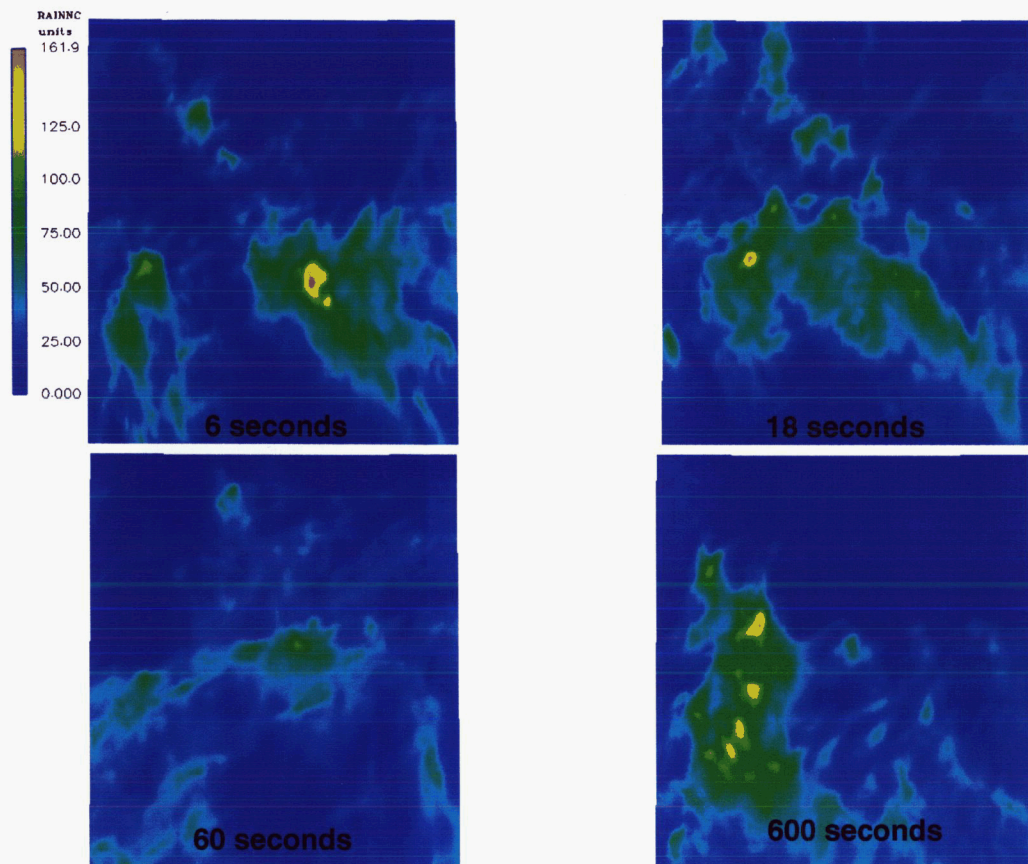 RAINNC
units
161.9
125.0
100.0
75.00
50.00
25.00
0.000
6 seconds
18 seconds
60 seconds
600 seconds